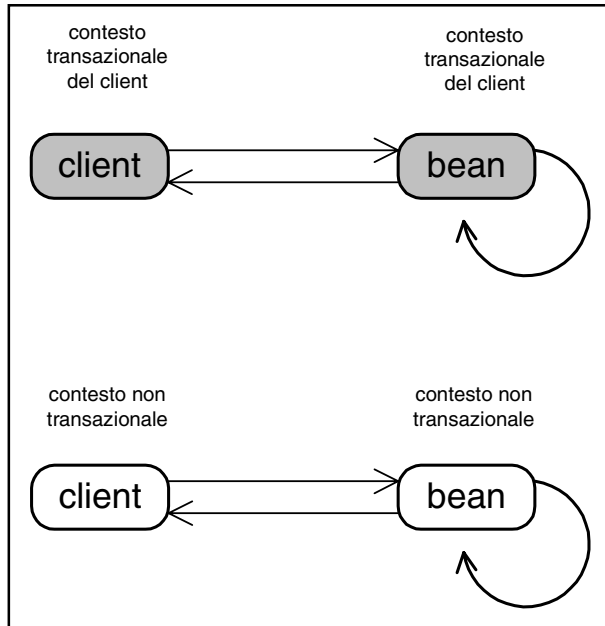 contesto
transazionale
del client
contesto
transazionale
del client
client
bean
contesto non
transazionale
contesto non
transazionale
client
bean